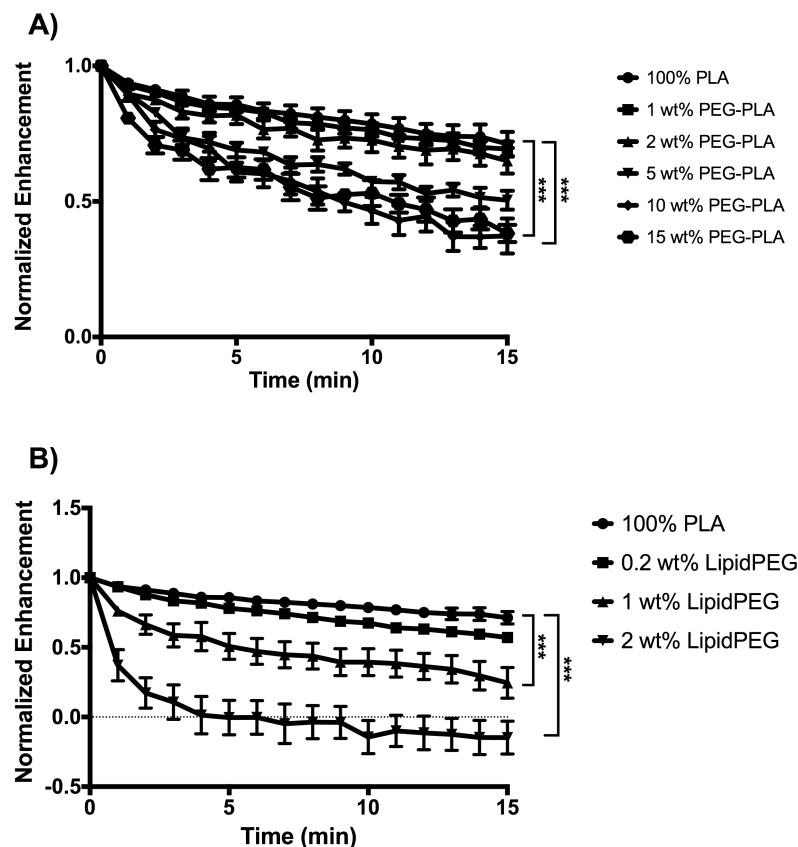 A)
Normalized Enhancement
1.0
0.5
0.0
0
5
10
15
Time (min)
***
***
100% PLA
1 wt% PEG-PLA
2 wt% PEG-PLA
5 wt% PEG-PLA
10 wt% PEG-PLA
15 wt% PEG-PLA
B)
Normalized Enhancement
1.5
1.0
0.5
0.0
-0.5
0
5
10
15
Time (min)
***
***
100% PLA
0.2 wt% LipidPEG
1 wt% LipidPEG
2 wt% LipidPEG